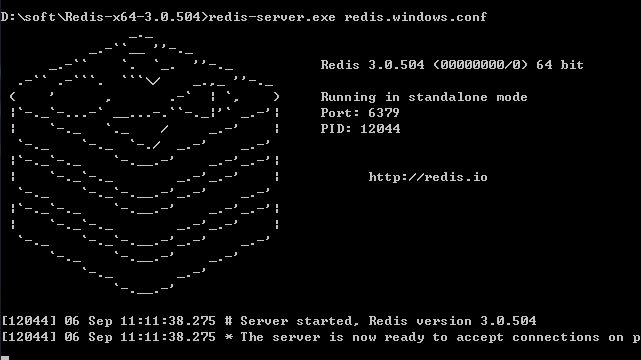 D:\soft\Redis-x64-3.0.504>redis-server.exe redis.windows.conf
Redis 3.0.504 (00000000/0) 64 bit
Running in standalone mode
Port: 6379
PID: 12044
http://redis.io
[12044] 06 Sep 11:11:38.275 # Server started, Redis version 3.0.504
[12044] 06 Sep 11:11:38.275 * The server is now ready to accept connections on p